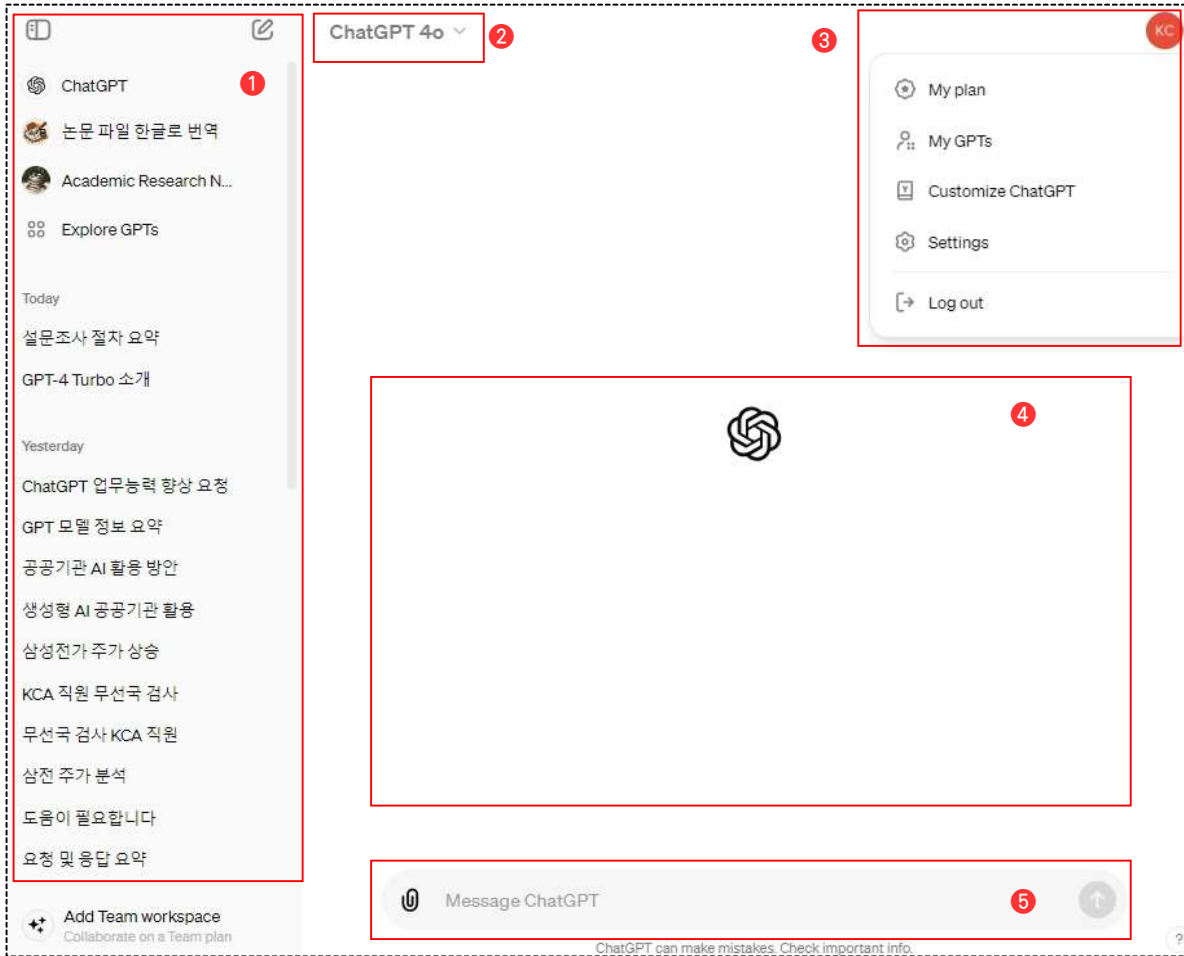 ChatGPT 4o
2
3
KC
1
ChatGPT
논문 파일 한글로 번역
Academic Research N...
Explore GPTs
Today
설문조사 절차 요약
GPT-4 Turbo 소개
Yesterday
ChatGPT 업무능력 향상 요청
GPT 모델 정보 요약
공공기관 AI 활용 방안
생성형 AI 공공기관 활용
삼성전가 주가 상승
KCA 직원 무선국 검사
무선국 검사 KCA 직원
삼전 주가 분석
도움이 필요합니다
요청 및 응답 요약
Add Team workspace
Collaborate on a Team plan
My plan
My GPTs
Customize ChatGPT
Settings
Log out
4
Message ChatGPT
5
ChatGPT can make mistakes. Check important info.
?